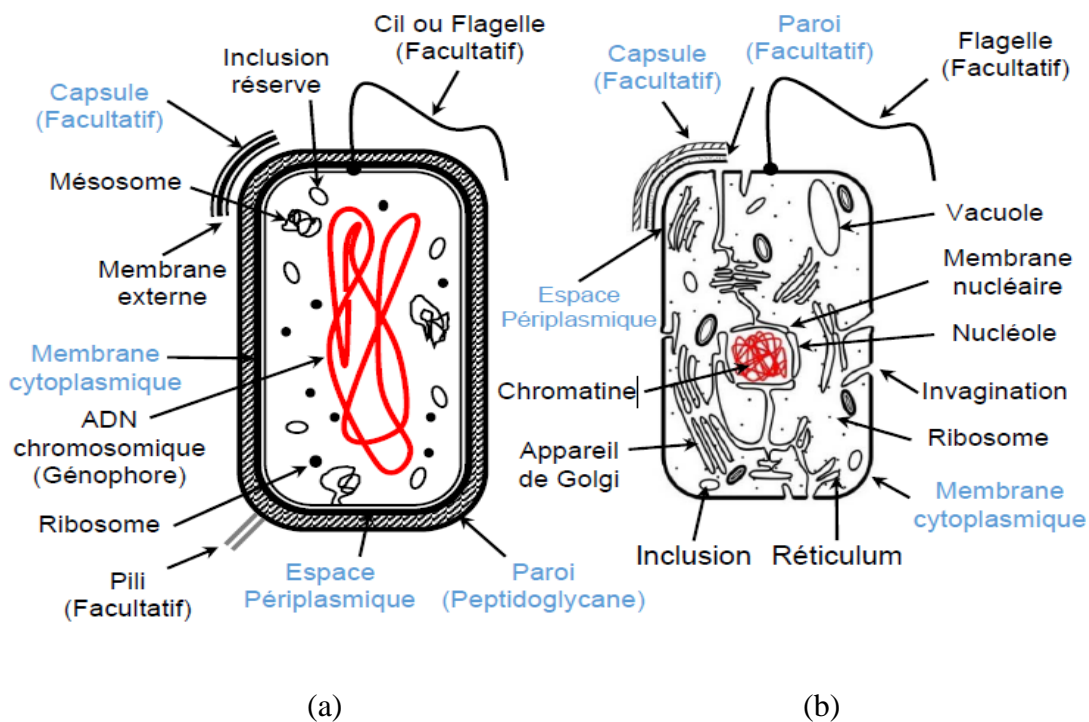 Cil ou Flagelle
(Facultatif)
Inclusion
réserve
Capsule
(Facultatif)
Mésosome
Membrane
externe
Membrane
cytoplasmique
ADN
chromosomique
(Génophore)
Ribosome
Pili
(Facultatif)
Espace
Périplasmique
Paroi
(Peptidoglycane)
(a)
Paroi
(Facultatif)
Capsule
(Facultatif)
Flagelle
(Facultatif)
Vacuole
Membrane
nucléaire
Espace
Périplasmique
Nucléole
Chromatine
Invagination
Ribosome
Appareil
de Golgi
Membrane
cytoplasmique
Inclusion
Réticulum
(b)